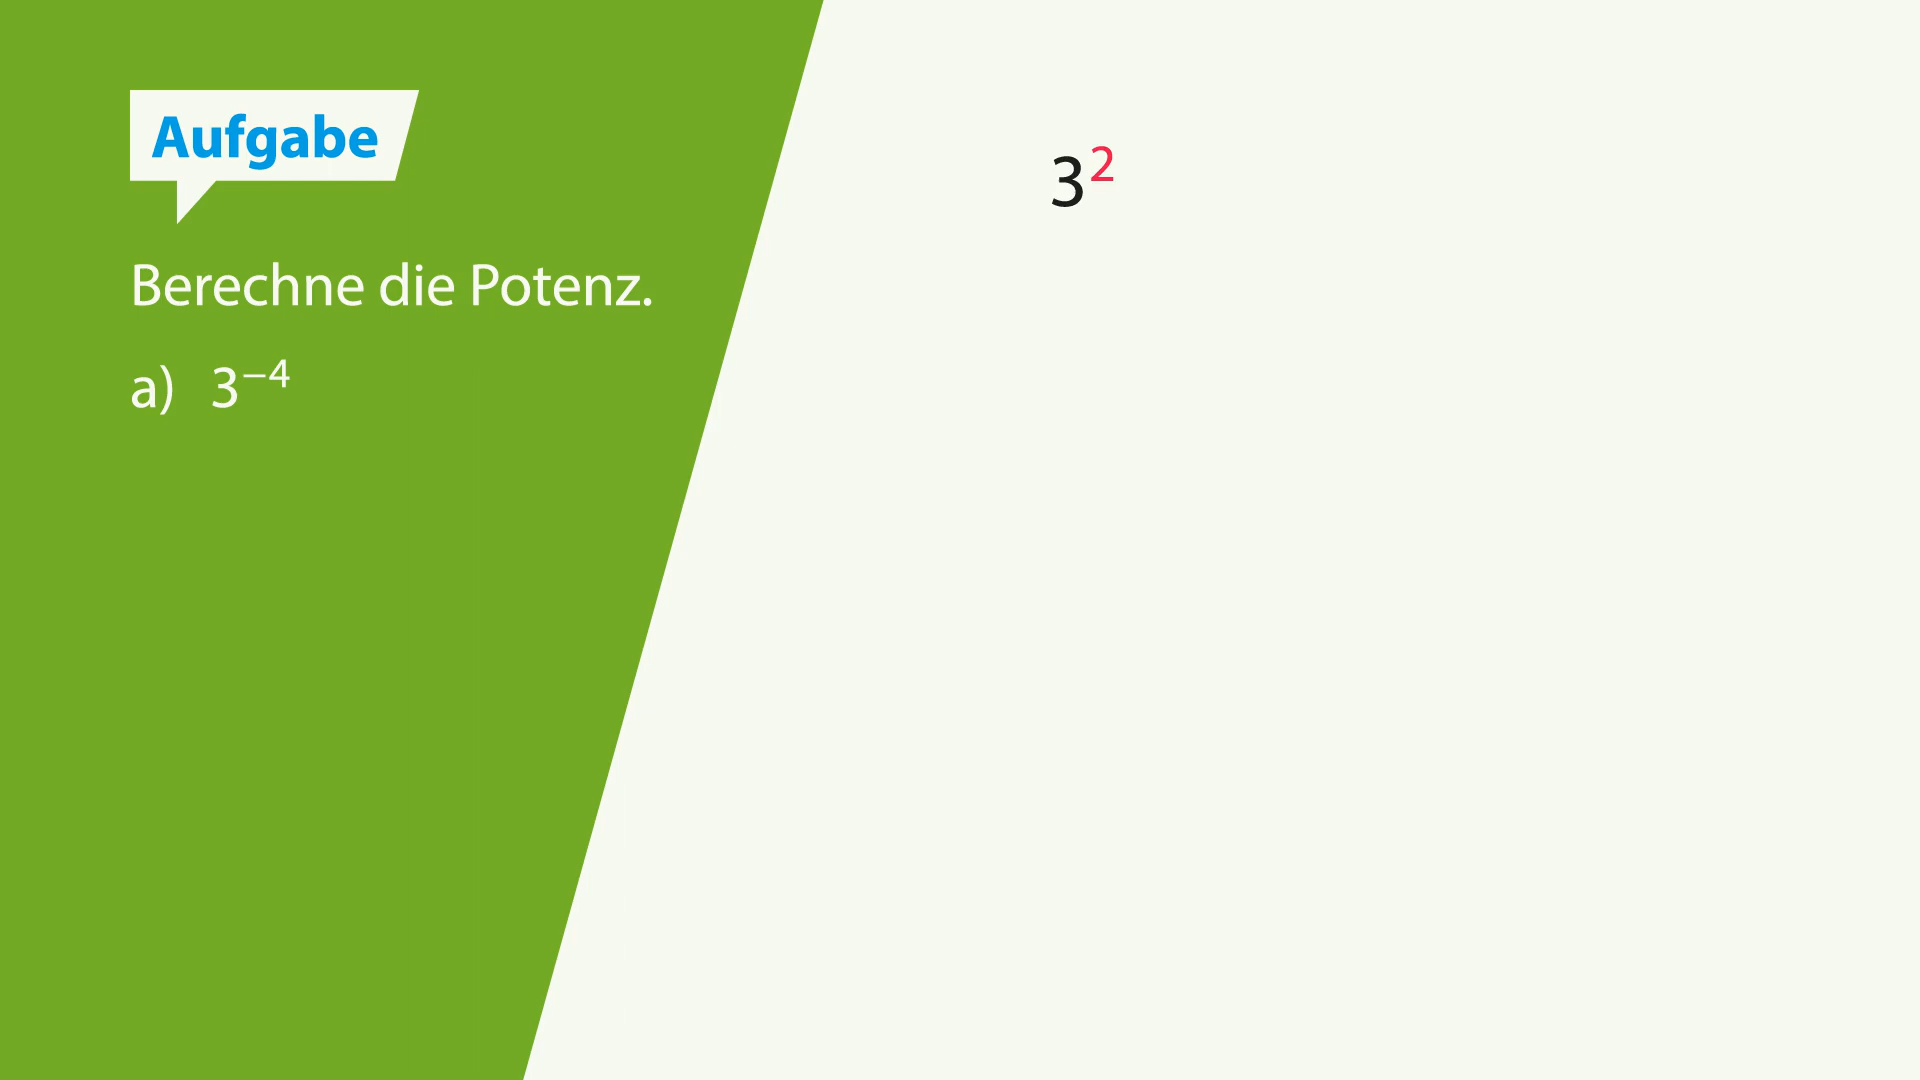 Aufgabe
Berechne die Potenz.
a) 3⁻⁴
3²